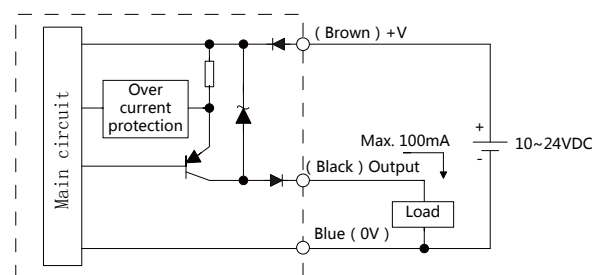 ( Brown ) +V
Over
current
protection
Main circuit
Max. 100mA
+
-
10~24VDC
( Black ) Output
Load
Blue ( 0V )